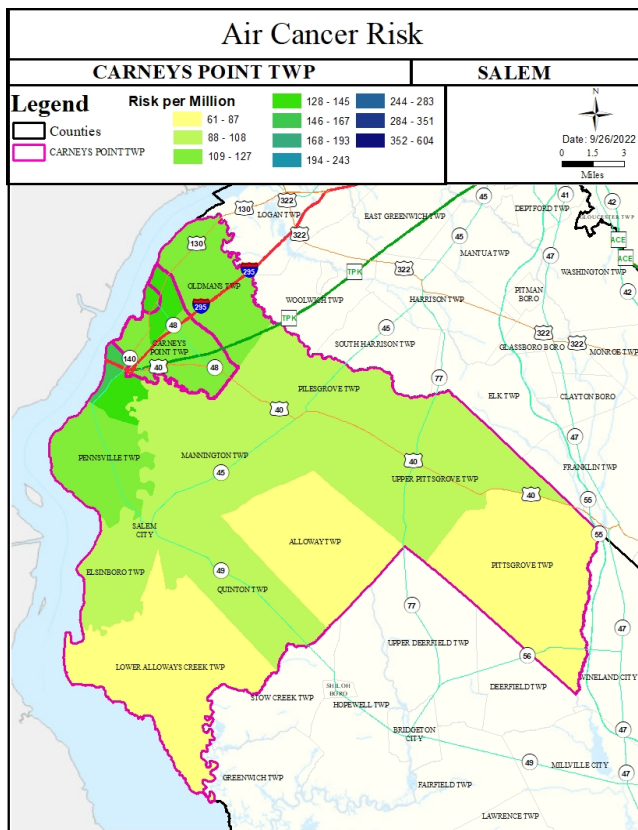 Air Cancer Risk
CARNEYS POINT TWP
SALEM
Legend
Counties
CARNEYS POINT TWP
Risk per Million
61 - 87
88 - 108
109 - 127
128 - 145
146 - 167
168 - 193
194 - 243
244 - 283
284 - 351
352 - 604
N
Date: 9/26/2022
0 1.5 3
Miles
322
45
41
42
130
LOGAN TWP
EAST GREENWICH TWP
DEPTFORD TWP
GLOUCESTER TWP
322
45
ACE
130
MANTUA TWP
47
ACE
295
TPK
322
WASHINGTON TWP
OLDMANS TWP
PITMAN
BORO
42
WOOLWICH TWP
HARRISON TWP
295
TPK
48
45
322
322
CARNEYS
POINT TWP
SOUTH HARRISON TWP
GLASSBORO BORO
MONROE TWP
140
40
48
77
PILESGROVE TWP
ELK TWP
CLAYTON BORO
40
47
PENNSVILLE TWP
MANNINGTON TWP
40
FRANKLIN TWP
45
UPPER PITTSGROVE TWP
40
55
SALEM
CITY
55
ALLOWAY TWP
PITTSGROVE TWP
ELSINBORO TWP
49
QUINTON TWP
77
47
UPPER DEERFIELD TWP
56
LOWER ALLOWAYS CREEK TWP
VINELAND CITY
SHILOH
BORO
DEERFIELD TWP
STOW CREEK TWP
HOPEWELL TWP
BRIDGETON
CITY
47
49
MILLVILLE CITY
GREENWICH TWP
47
FAIRFIELD TWP
LAWRENCE TWP